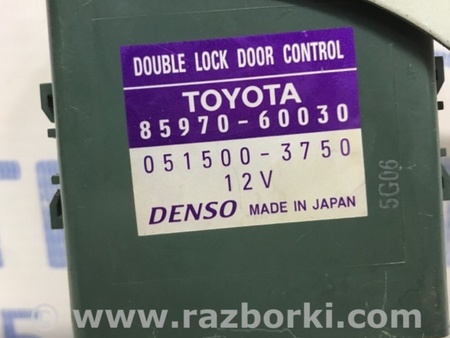 DOUBLE LOCK DOOR CONTROL
TOYOTA
85970-60030
051500-3750
12V
DENSO MADE IN JAPAN
5G06
www.razborki.com